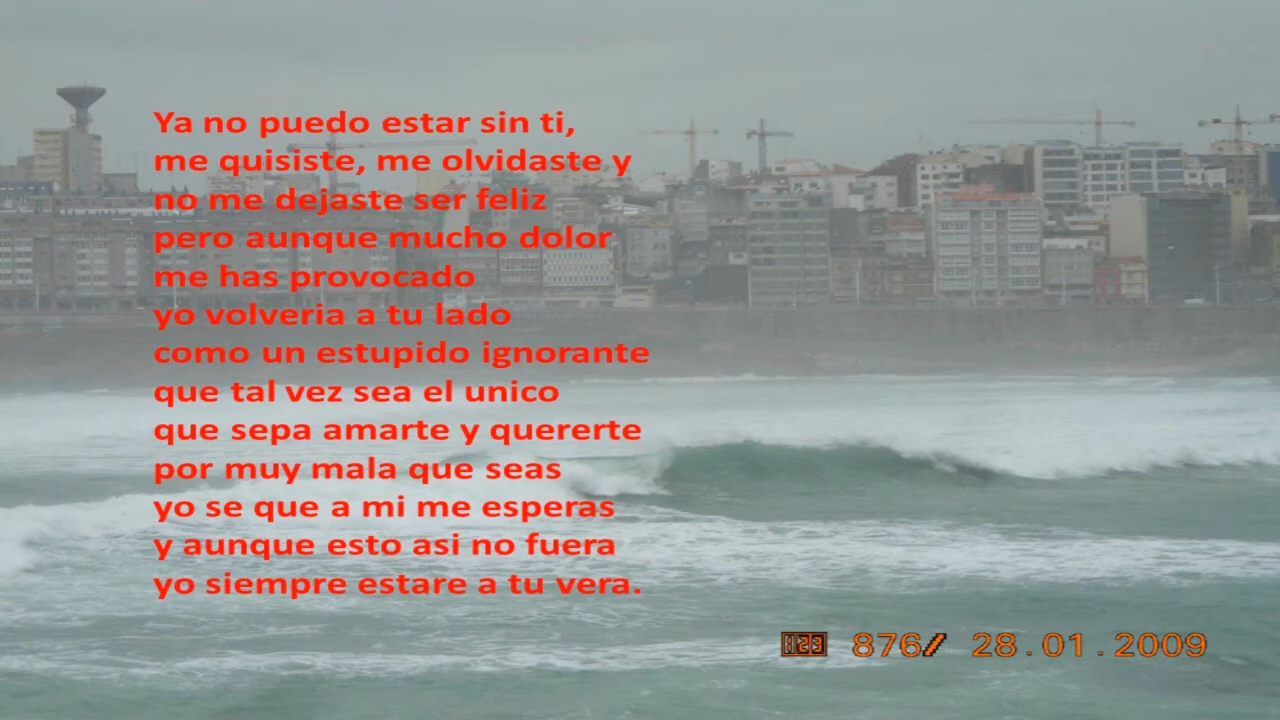 Ya no puedo estar sin ti,
me quisiste, me olvidaste y
no me dejaste ser feliz
pero aunque mucho dolor
me has provocado
yo volveria a tu lado
como un estupido ignorante
que tal vez sea el unico
que sepa amarte y quererte
por muy mala que seas
yo se que a mi me esperas
y aunque esto asi no fuera
yo siempre estare a tu vera.
123 876/ 28.01.2009